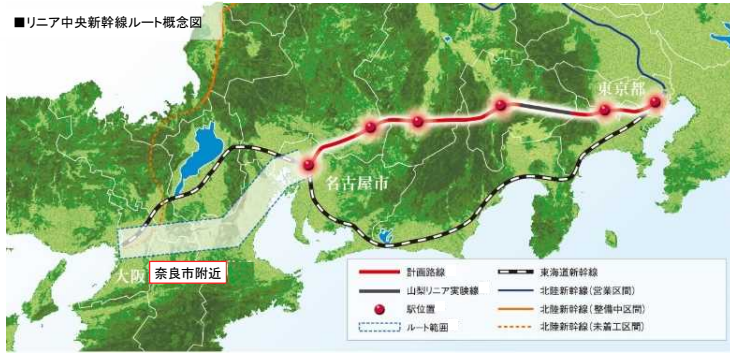 ■リニア中央新幹線ルート概念図
東京都
名古屋市
大阪
奈良市附近
計画路線
山梨リニア実験線
駅位置
ルート範囲
東海道新幹線
北陸新幹線(営業区間)
北陸新幹線(整備中区間)
北陸新幹線(未着工区間)